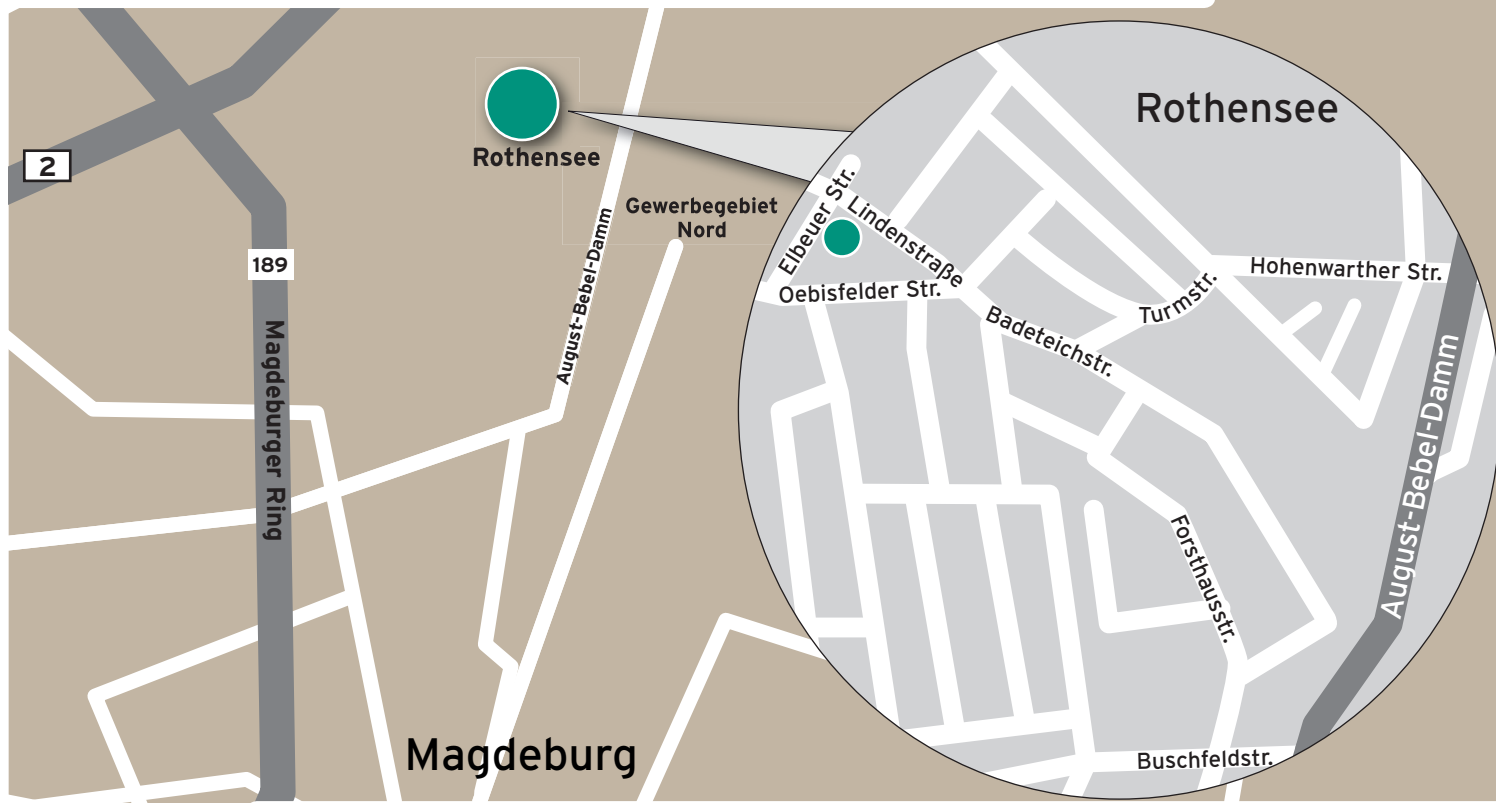 2
189
Magdeburger Ring
Rothensee
August-Bebel-Damm
Gewerbegebiet
Nord
Magdeburg
Rothensee
Elbeuer Str.
Lindenstraße
Oebisfelder Str.
Badeteichstr.
Turmstr.
Hohenwarther Str.
August-Bebel-Damm
Forsthausstr.
Buschfeldstr.